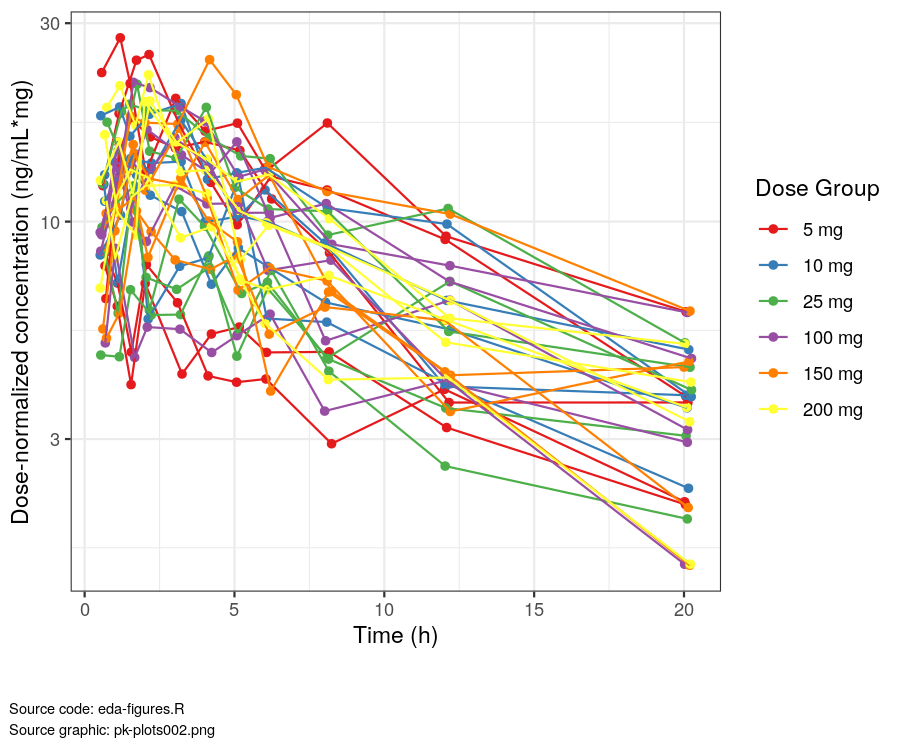 30
10
3
Dose-normalized concentration (ng/mL*mg)
0 5 10 15 20
Time (h)
Dose Group
5 mg
10 mg
25 mg
100 mg
150 mg
200 mg
Source code: eda-figures.R
Source graphic: pk-plots002.png